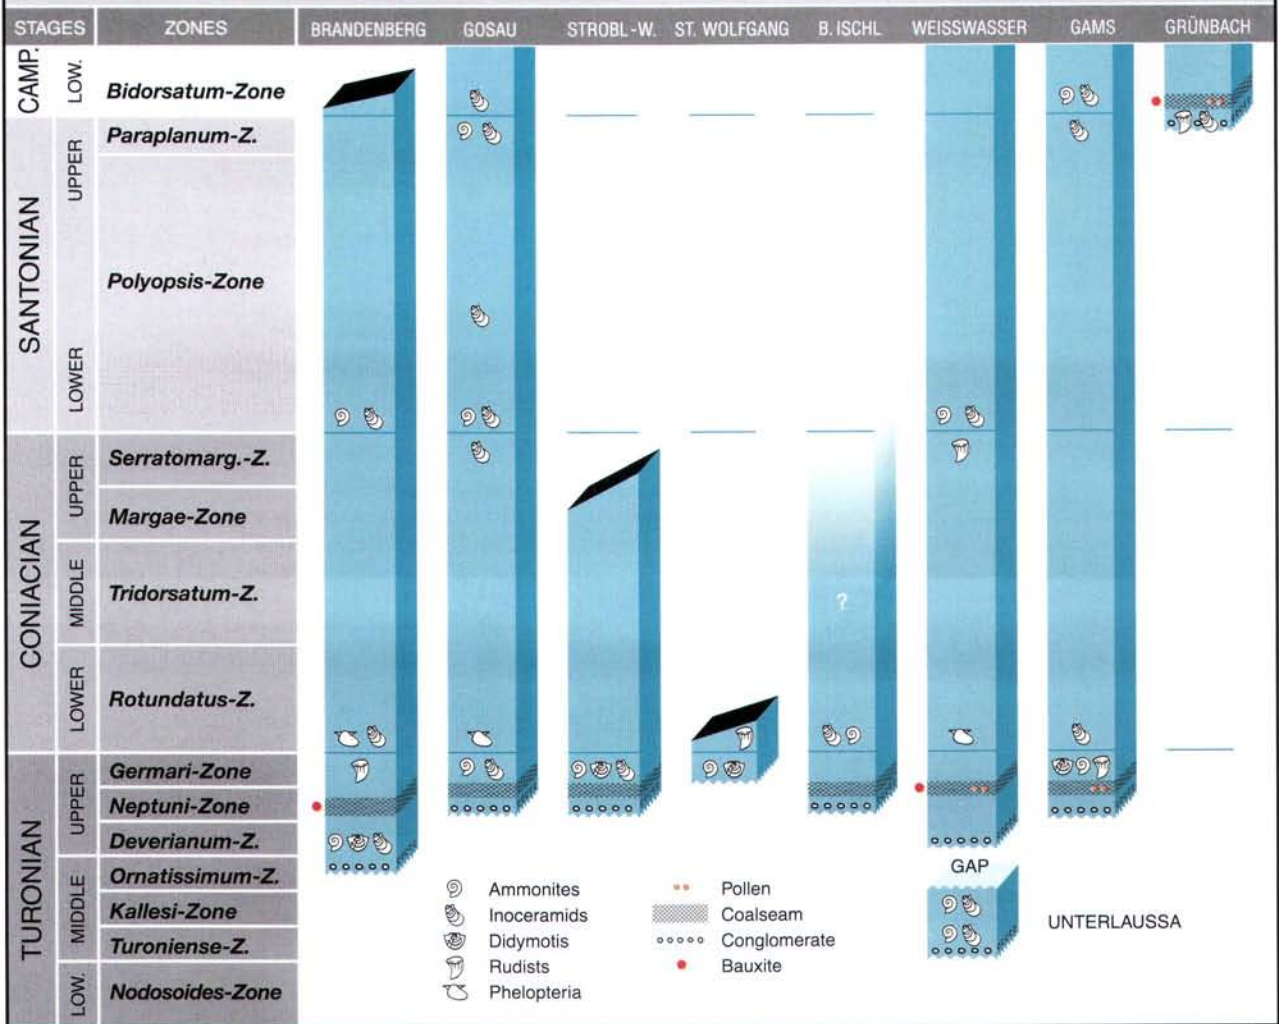 STAGES ZONES BRANDENBERG GOSAU STROBL-W. ST. WOLFGANG B. ISCHL WEISSWASSER GAMS GRÜNBACH
CAMP.
LOW.
Bidorsatum-Zone
SANTONIAN
UPPER
Paraplanum-Z.
Polyopsis-Zone
LOWER
CONIACIAN
UPPER
Serratomarg.-Z.
Margae-Zone
MIDDLE
Tridorsatum-Z.
?
LOWER
Rotundatus-Z.
TURONIAN
UPPER
Germari-Zone
Neptuni-Zone
Deverianum-Z.
MIDDLE
Ornatissimum-Z.
Kallesi-Zone
Turoniense-Z.
LOW.
Nodosoides-Zone
GAP
UNTERLAUSSA
Ammonites
Inoceramids
Didymotis
Rudists
Phelopteria
Pollen
Coalseam
Conglomerate
Bauxite